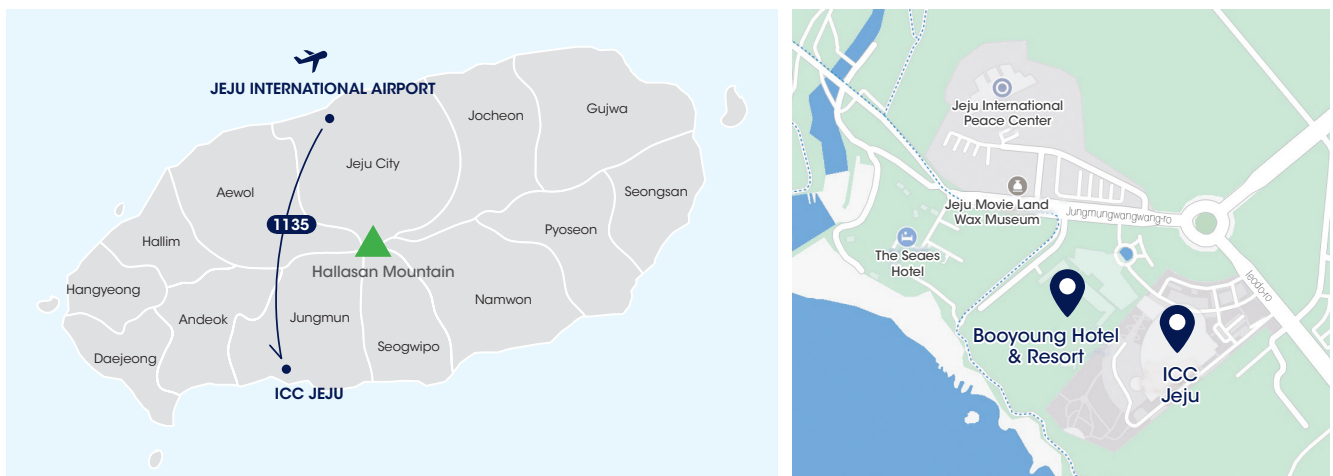 JEJU INTERNATIONAL AIRPORT
Jocheon
Gujwa
Jeju City
Aewol
Seongsan
1135
Pyoseon
Hallim
Hallasan Mountain
Hangyeong
Namwon
Andeok
Jungmun
Seogwipo
Daejeong
ICC JEJU
Jeju International
Peace Center
Jeju Movie Land
Wax Museum
Jungmungwangwang-ro
The Seaes
Hotel
Ieodo-ro
Booyoung Hotel
& Resort
ICC
Jeju